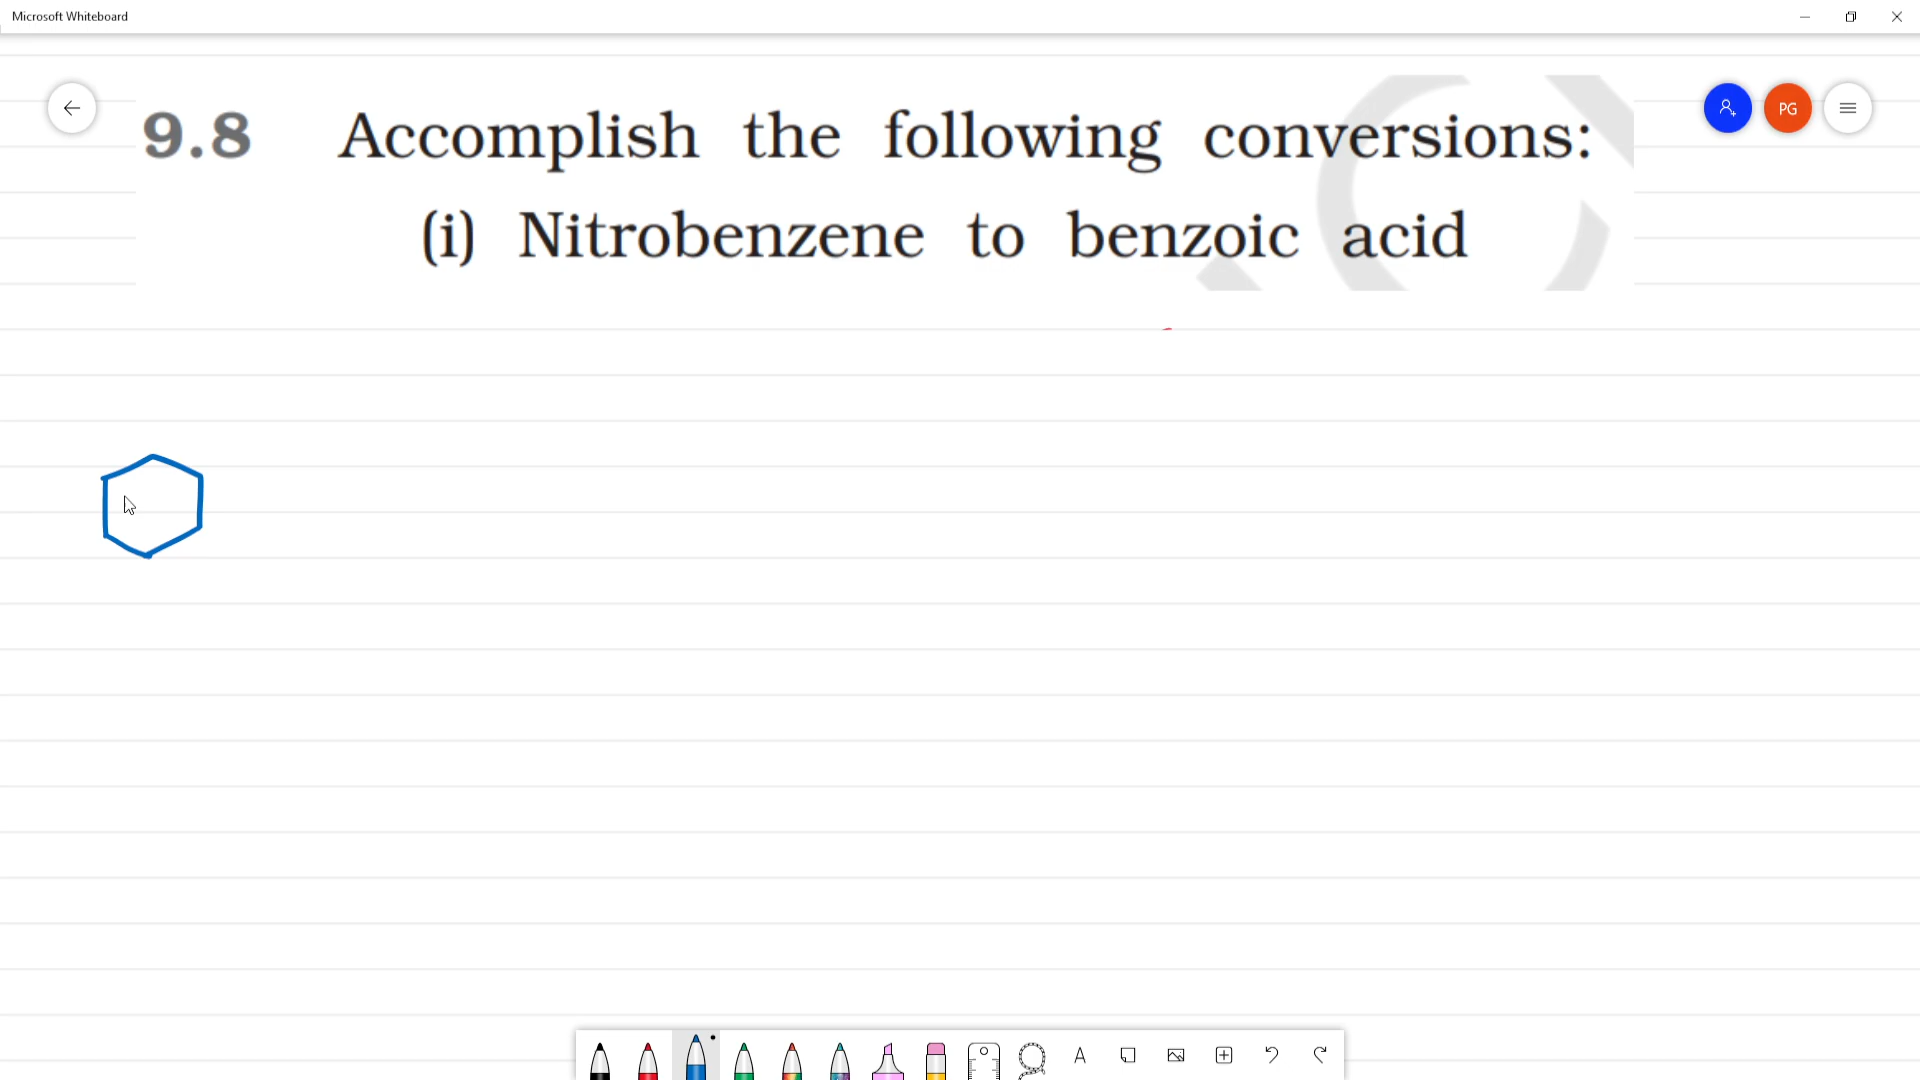 Microsoft Whiteboard
9.8 Accomplish the following conversions:
(i) Nitrobenzene to benzoic acid
PG
A